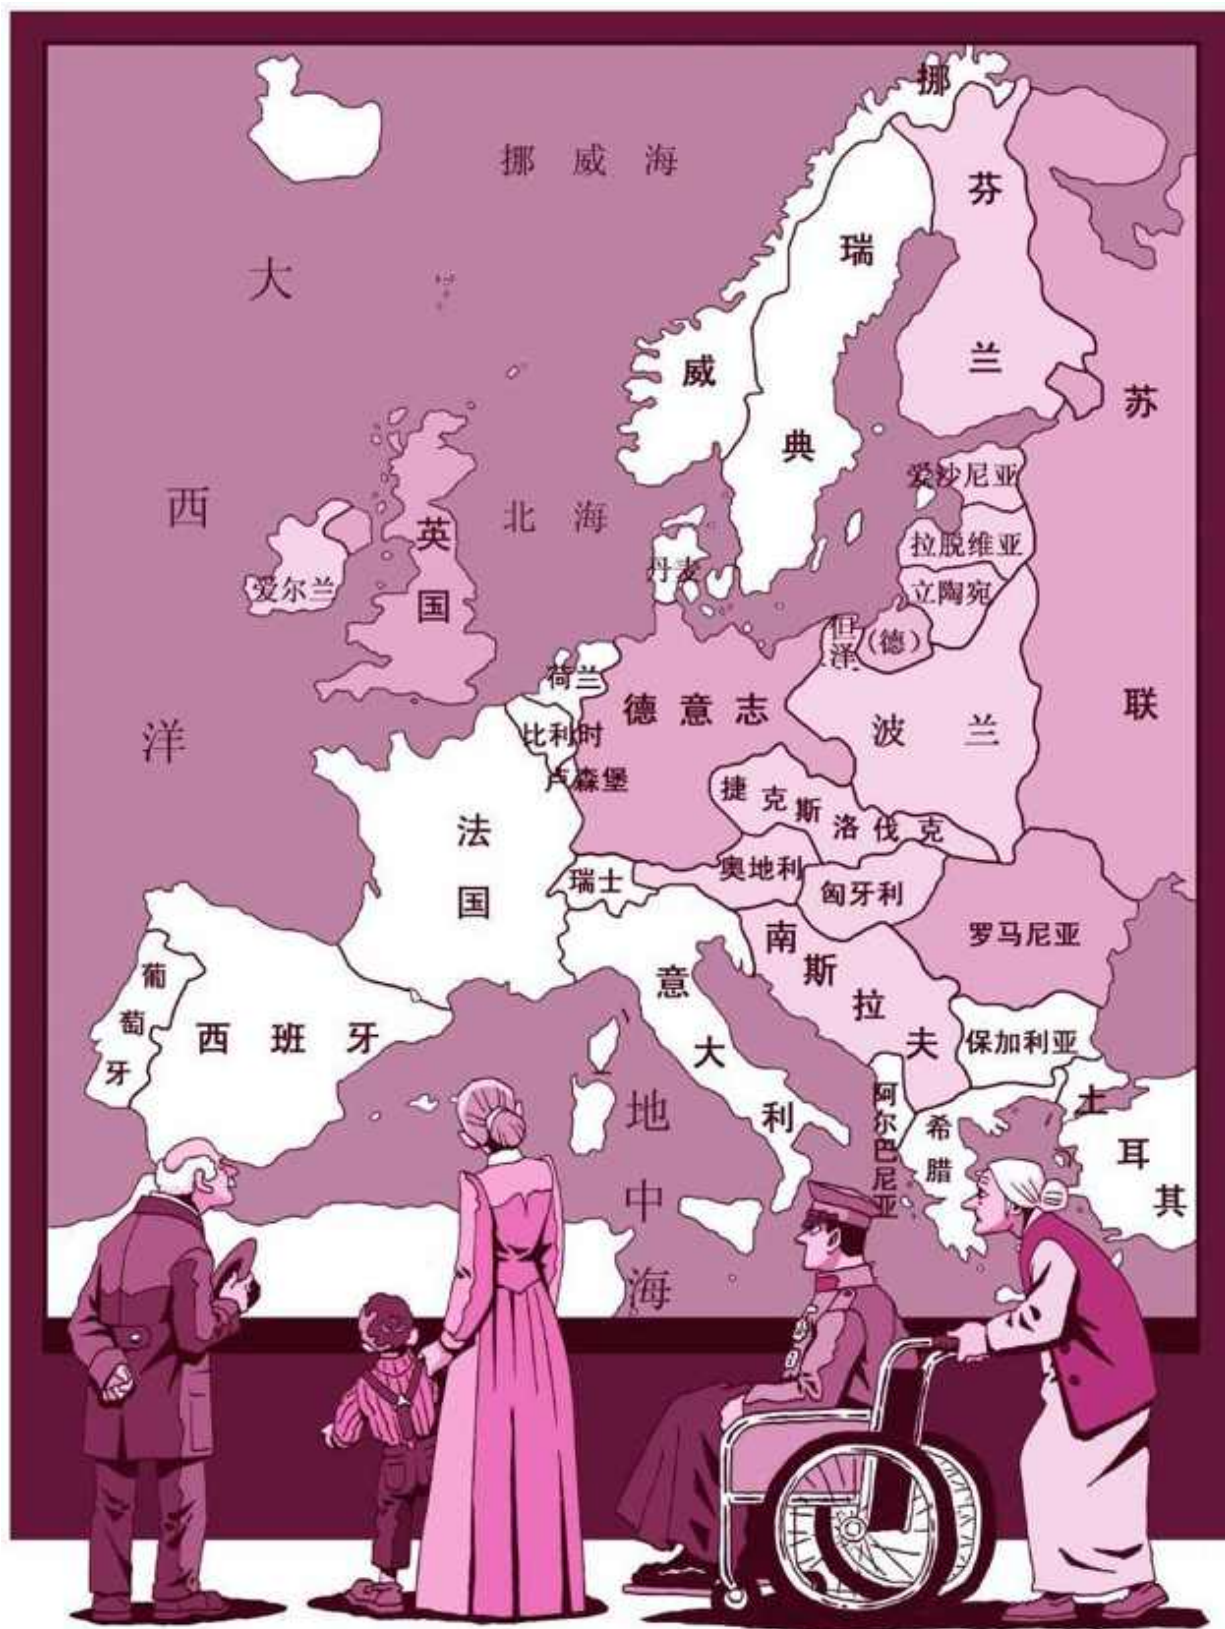 挪威
挪威海
芬兰
瑞典
大西洋
苏联
爱沙尼亚
北海
英国
拉脱维亚
丹麦
爱尔兰
立陶宛
但泽
(德)
荷兰
德意志
波兰
比利时
卢森堡
捷克斯洛伐克
法国
奥地利
瑞士
匈牙利
罗马尼亚
南斯拉夫
葡萄牙
意大利
西班牙
保加利亚
土耳其
阿尔巴尼亚
希腊
地中海